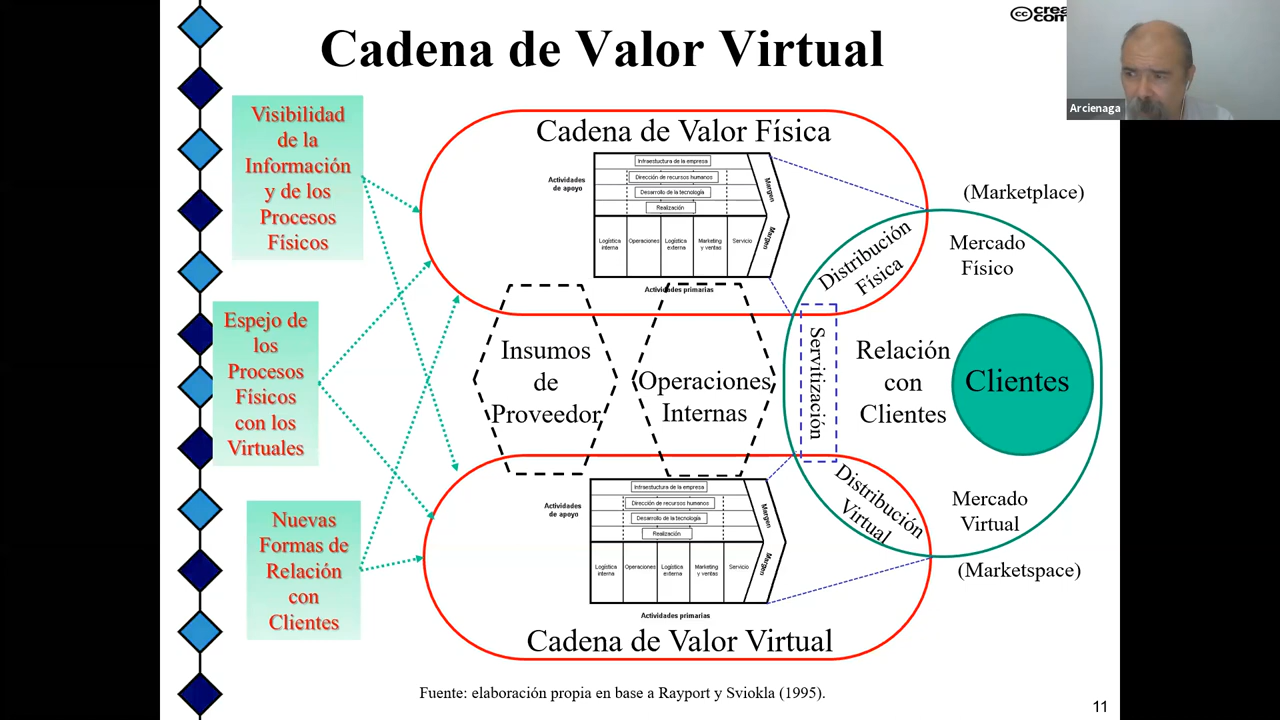 Cadena de Valor Virtual
Arcienaga
Visibilidad
de la
Información
y de los
Procesos
Físicos
Espejo de
los
Procesos
Físicos
con los
Virtuales
Nuevas
Formas de
Relación
con
Clientes
Cadena de Valor Física
Actividades
de apoyo
Infraestuctura de la empresa
Dirección de recursos humanos
Desarrollo de la tecnología
Realización
Margen
Logística
interna
Operaciones
Logística
externa
Marketing
y ventas
Servicio
Margen
Actividades primarias
Insumos
de
Proveedor
Operaciones
Internas
Servitización
Distribución
Física
(Marketplace)
Mercado
Físico
Relación
con
Clientes
Clientes
Distribución
Virtual
Mercado
Virtual
(Marketspace)
Actividades
de apoyo
Infraestuctura de la empresa
Dirección de recursos humanos
Desarrollo de la tecnología
Realización
Margen
Logística
interna
Operaciones
Logística
externa
Marketing
y ventas
Servicio
Margen
Actividades primarias
Cadena de Valor Virtual
Fuente: elaboración propia en base a Rayport y Sviokla (1995).
11